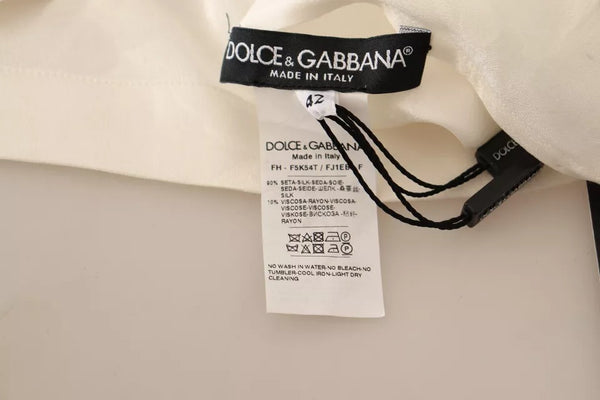 DOLCE & GABBANA®
MADE IN ITALY
42
DOLCE & GABBANA
Made in Italy
FH - F5K54T /
90% SETA-SILK-SEDA-SOIE-
SEDA-SEIDE-
SILK
10% VISCOSA-RAYON-VISCOSA-
VISCOSE-VISCOSE-
VISKOSE-ВИСКОЗА-
RAYON
NO WASH IN WATER-NO BLEACH-NO
TUMBLER-COOL IRON-LIGHT DRY
CLEANING
DOLCE